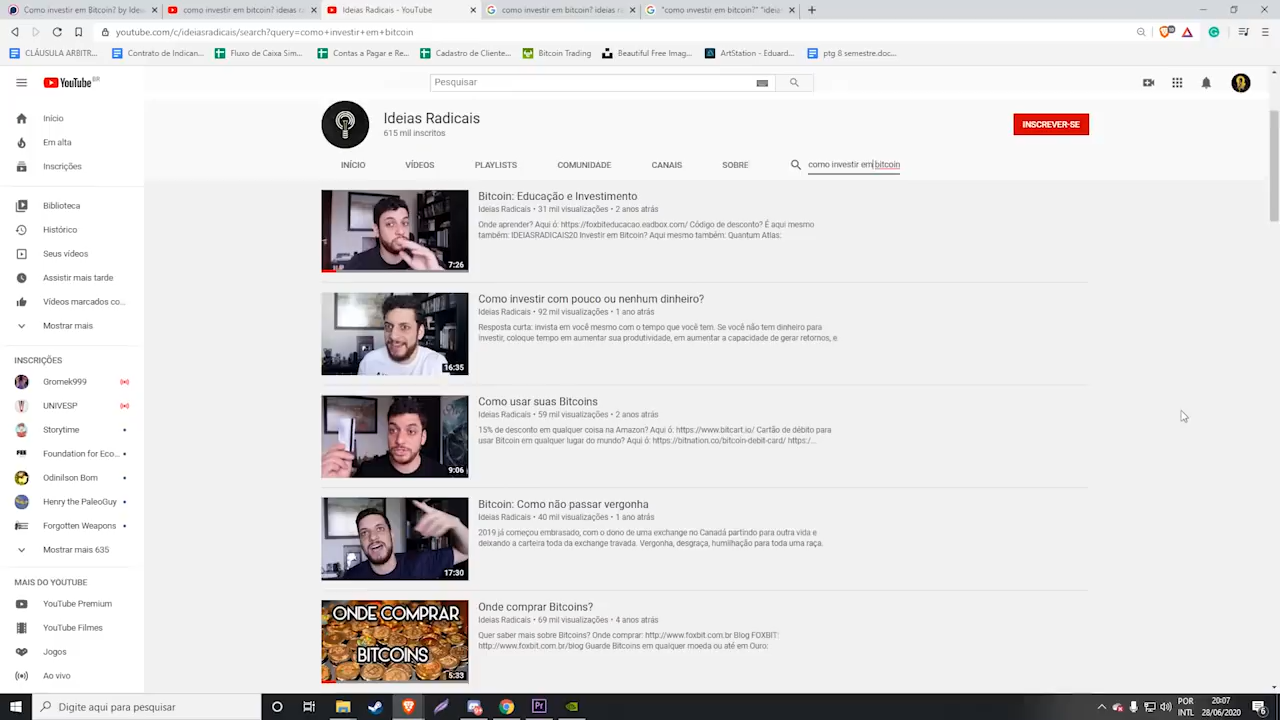 Como investir em Bitcoin? by Ide
como investir em bitcoin? ideias ra
Ideias Radicais - YouTube
como investir em bitcoin? ideias ra
"como investir em bitcoin?" "idei
youtube.com/c/ideiasradicais/search?query=como+investir+em+bitcoin
CLÁUSULA ARBITR...
Contrato de Indican...
Fluxo de Caixa Sim...
Contas a Pagar e Re...
Cadastro de Cliente...
Bitcoin Trading
Beautiful Free Imag...
ArtStation - Eduard...
ptg 8 semestre.doc...
YouTube BR
Pesquisar
Ideias Radicais
615 mil inscritos
INSCREVER-SE
INÍCIO
VÍDEOS
PLAYLISTS
COMUNIDADE
CANAIS
SOBRE
como investir em bitcoin
Início
Em alta
Inscrições
Biblioteca
Histórico
Seus vídeos
Assistir mais tarde
Vídeos marcados co...
Mostrar mais
INSCRIÇÕES
Gromek999
UNIVESP
Storytime
Foundation for Eco...
Odinilson Bom
Henry the PaleoGuy
Forgotten Weapons
Mostrar mais 635
MAIS DO YOUTUBE
YouTube Premium
YouTube Filmes
Jogos
Ao vivo
Bitcoin: Educação e Investimento
Ideias Radicais • 31 mil visualizações • 2 anos atrás
Onde aprender? Aqui ó: https://foxbiteducacao.eadbox.com/ Código de desconto? É aqui mesmo
também: IDEIASRADICAIS20 Investir em Bitcoin? Aqui mesmo também: Quantum Atlas:
7:26
Como investir com pouco ou nenhum dinheiro?
Ideias Radicais • 92 mil visualizações • 1 ano atrás
Resposta curta: invista em você mesmo com o tempo que você tem. Se você não tem dinheiro para
investir, coloque tempo em aumentar sua produtividade, em aumentar a capacidade de gerar retornos, e
16:35
Como usar suas Bitcoins
Ideias Radicais • 59 mil visualizações • 2 anos atrás
15% de desconto em qualquer coisa na Amazon? Aqui ó: https://www.bitcart.io/ Cartão de débito para
usar Bitcoin em qualquer lugar do mundo? Aqui ó: https://bitnation.co/bitcoin-debit-card/ https:/...
9:06
Bitcoin: Como não passar vergonha
Ideias Radicais • 40 mil visualizações • 1 ano atrás
2019 já começou embrasado, com o dono de uma exchange no Canadá partindo para outra vida e
deixando a carteira toda da exchange travada. Vergonha, desgraça, humilhação para toda uma raça.
17:30
Onde comprar Bitcoins?
Ideias Radicais • 69 mil visualizações • 4 anos atrás
Quer saber mais sobre Bitcoins? Onde comprar: http://www.foxbit.com.br Blog FOXBIT:
http://www.foxbit.com.br/blog Guarde Bitcoins em qualquer moeda ou até em Ouro:
ONDE COMPRAR
BITCOINS
5:33
Digite aqui para pesquisar
POR
PTB2
20:07
28/06/2020